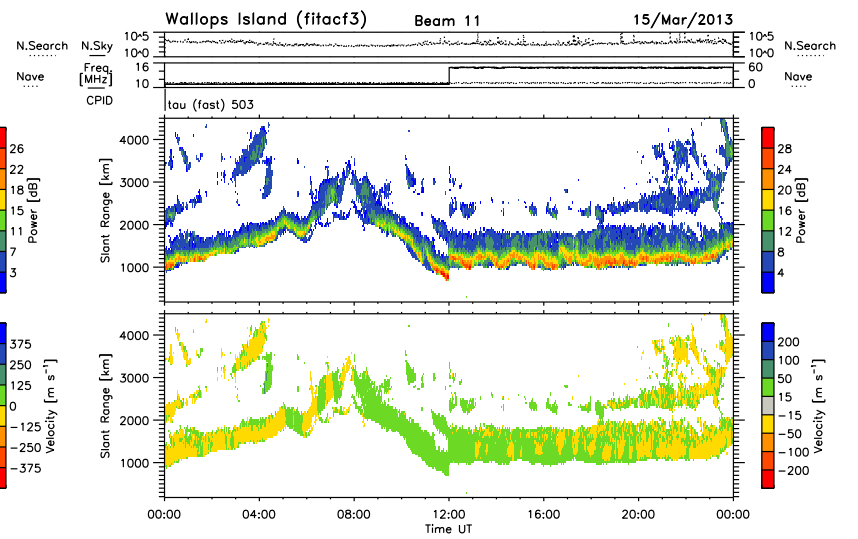 Wallops Island (fitacf3) Beam 11 15/Mar/2013
N.Search N.Sky 10^5 10^0 10^5 10^0 N.Search
Nave Freq. [MHz] 16 10 60 0 Nave
CPID
tau (fast) 503
Power [dB] 26 22 18 15 11 7 3
Slant Range [km] 4000 3000 2000 1000
28 24 20 16 12 8 4 Power [dB]
375 250 125 0 -125 -250 -375 Velocity [m s⁻¹]
Slant Range [km] 4000 3000 2000 1000
200 100 50 15 -15 -50 -100 -200 Velocity [m s⁻¹]
00:00 04:00 08:00 12:00 16:00 20:00 00:00
Time UT